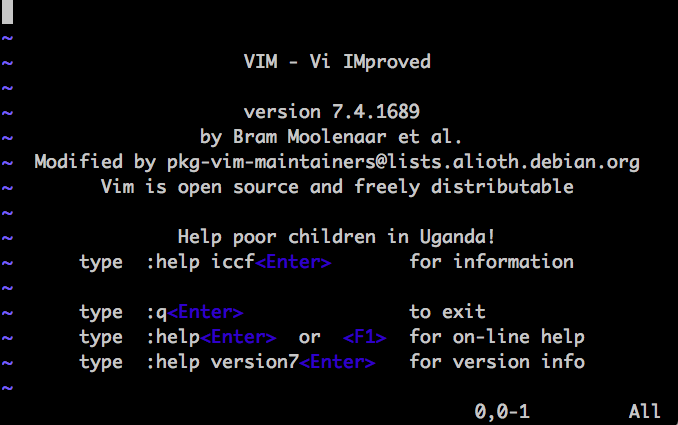 ~
~ VIM - Vi IMproved
~
~ version 7.4.1689
~ by Bram Moolenaar et al.
~ Modified by pkg-vim-maintainers@lists.alioth.debian.org
~ Vim is open source and freely distributable
~
~ Help poor children in Uganda!
~ type :help iccf<Enter> for information
~
~ type :q<Enter> to exit
~ type :help<Enter> or <F1> for on-line help
~ type :help version7<Enter> for version info
~
0,0-1 All